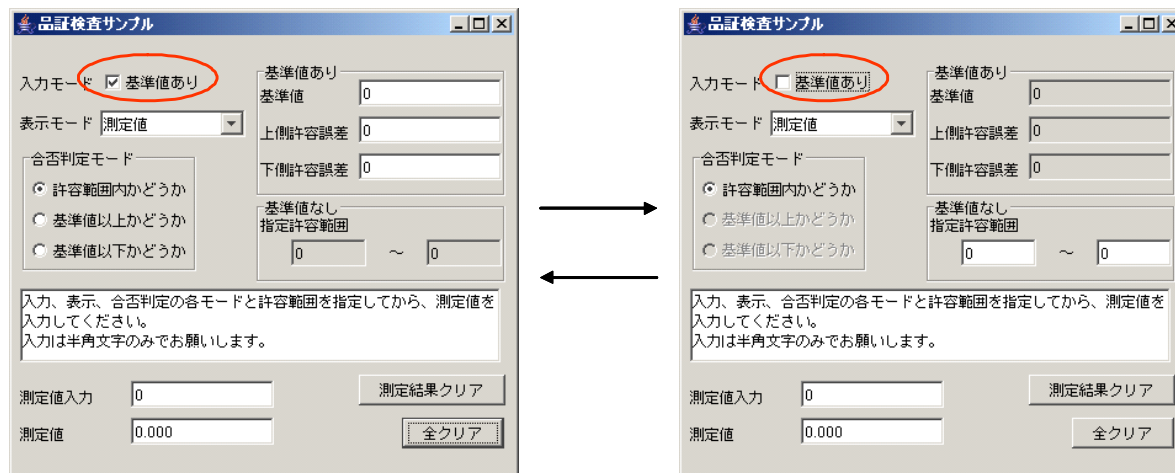 品証検査サンプル
入力モード 基準値あり
表示モード 測定値
合否判定モード
許容範囲内かどうか
基準値以上かどうか
基準値以下かどうか
基準値あり
基準値 0
上側許容誤差 0
下側許容誤差 0
基準値なし
指定許容範囲
0 ～ 0
入力、表示、合否判定の各モードと許容範囲を指定してから、測定値を
入力してください。
入力は半角文字のみでお願いします。
測定値入力 0
測定結果クリア
測定値 0.000
全クリア
品証検査サンプル
入力モード 基準値あり
表示モード 測定値
合否判定モード
許容範囲内かどうか
基準値以上かどうか
基準値以下かどうか
基準値あり
基準値 0
上側許容誤差 0
下側許容誤差 0
基準値なし
指定許容範囲
0 ～ 0
入力、表示、合否判定の各モードと許容範囲を指定してから、測定値を
入力してください。
入力は半角文字のみでお願いします。
測定値入力 0
測定結果クリア
測定値 0.000
全クリア